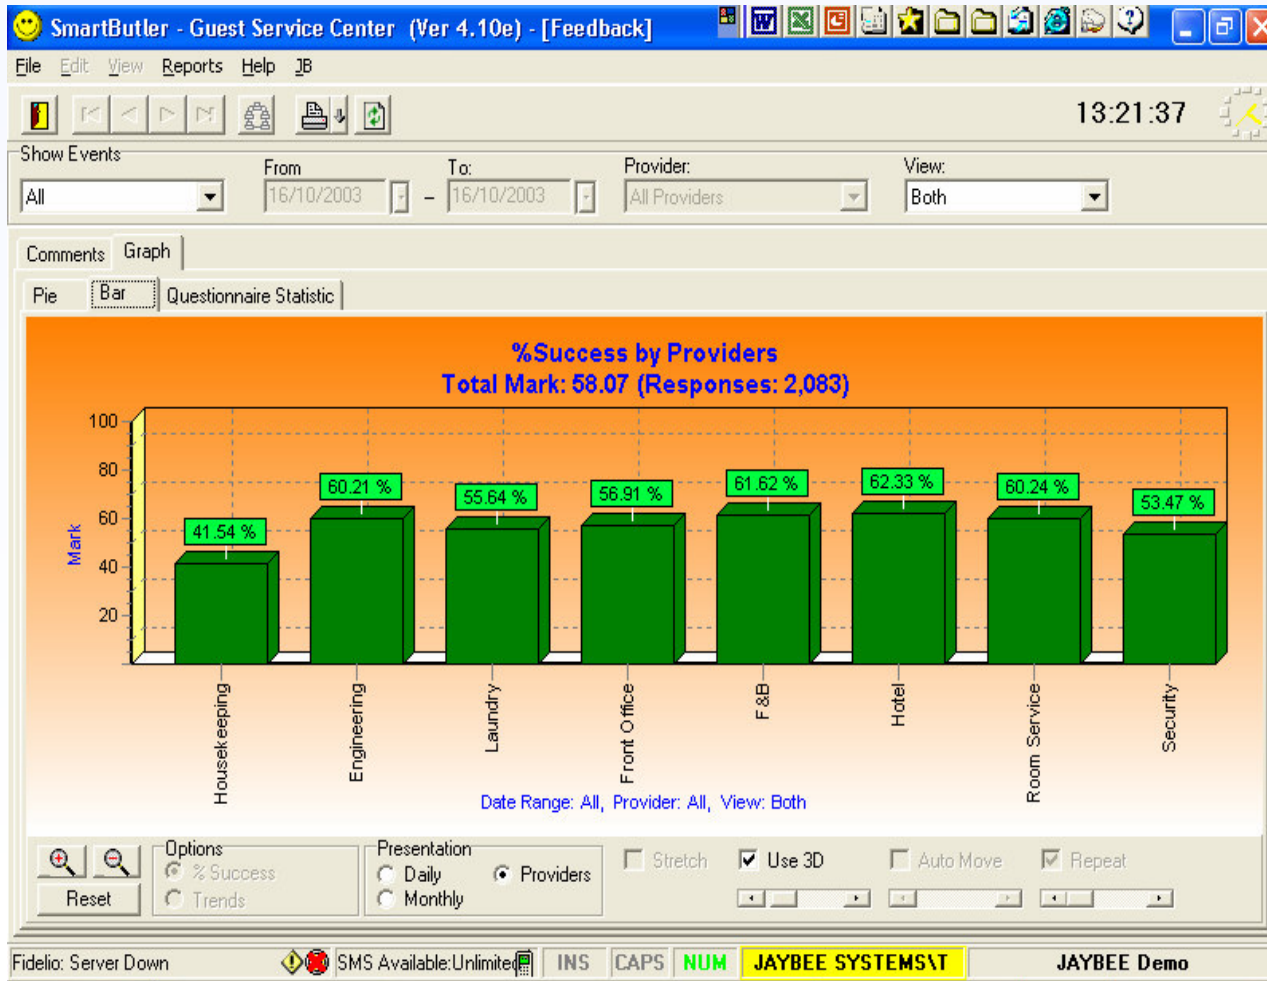 SmartButler - Guest Service Center (Ver 4.10e) - [Feedback]
File Edit View Reports Help JB
13:21:37
Show Events From To: Provider: View:
All 16/10/2003 – 16/10/2003 All Providers Both
Comments Graph
Pie Bar Questionnaire Statistic
%Success by Providers
Total Mark: 58.07 (Responses: 2,083)
Mark
100
80
60
40
20
41.54 %
60.21 %
55.64 %
56.91 %
61.62 %
62.33 %
60.24 %
53.47 %
Housekeeping
Engineering
Laundry
Front Office
F&B
Hotel
Room Service
Security
Date Range: All, Provider: All, View: Both
Options Presentation
% Success Daily Providers Stretch Use 3D Auto Move Repeat
Reset Trends Monthly
Fidelio: Server Down SMS Available:Unlimited INS CAPS NUM JAYBEE SYSTEMS\T JAYBEE Demo